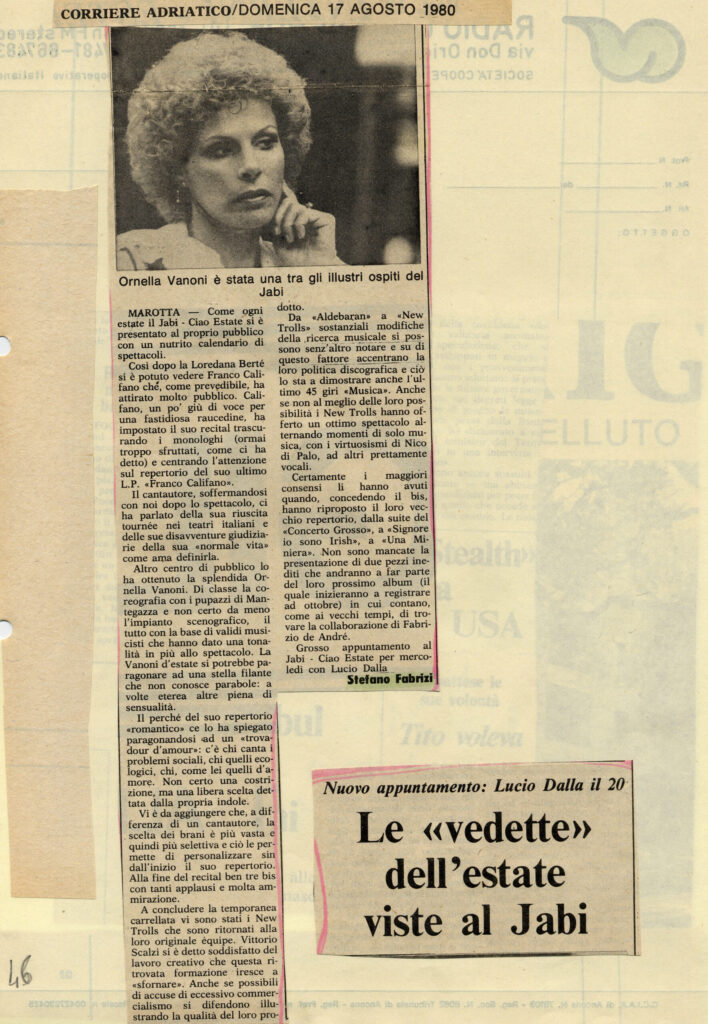 CORRIERE ADRIATICO/DOMENICA 17 AGOSTO 1980
Ornella Vanoni è stata una tra gli illustri ospiti del
Jabi
MAROTTA — Come ogni
estate il Jabi - Ciao Estate si è
presentato al proprio pubblico
con un nutrito calendario di
spettacoli.
Così dopo la Loredana Berté
si è potuto vedere Franco Cali-
fano che, come prevedibile, ha
attirato molto pubblico. Cali-
fano, un po' giù di voce per
una fastidiosa raucedine, ha
impostato il suo recital trascu-
rando i monologhi (ormai
troppo sfruttati, come ci ha
detto) e centrando l'attenzione
sul repertorio del suo ultimo
L.P. «Franco Califano».
Il cantautore, soffermandosi
con noi dopo lo spettacolo, ci
ha parlato della sua riuscita
tournée nei teatri italiani e
delle sue disavventure giudizia-
rie della sua «normale vita»
come ama definirla.
Altro centro di pubblico lo
ha ottenuto la splendida Or-
nella Vanoni. Di classe la co-
reografia con i pupazzi di Man-
tegazza e non certo da meno
l'impianto scenografico, il
tutto con la base di validi musi-
cisti che hanno dato una tona-
lità in più allo spettacolo. La
Vanoni d'estate si potrebbe pa-
ragonare ad una stella filante
che non conosce parabole: a
volte eterea altre piena di
sensualità.
Il perché del suo repertorio
«romantico» ce lo ha spiegato
paragonandosi ad un «trova-
dour d'amour»: c'è chi canta i
problemi sociali, chi quelli eco-
logici, chi, come lei quelli d'a-
more. Non certo una costri-
zione, ma una libera scelta det-
tata dalla propria indole.
Vi è da aggiungere che, a dif-
ferenza di un cantautore, la
scelta dei brani è più vasta e
quindi più selettiva e ciò le per-
mette di personalizzare sin
dall'inizio il suo repertorio.
Alla fine del recital ben tre bis
con tanti applausi e molta am-
mirazione.
A concludere la temporanea
carrellata vi sono stati i New
Trolls che sono ritornati alla
loro originale équipe. Vittorio
Scalzi si è detto soddisfatto del
lavoro creativo che questa ri-
trovata formazione iresce a
«sfornare». Anche se possibili
di accuse di eccessivo commer-
cialismo si difendono illu-
strando la qualità del loro pro-
dotto.
Da «Aldebaran» a «New
Trolls» sostanziali modifiche
della ricerca musicale si pos-
sono senz'altro notare e su di
questo fattore accentrano la
loro politica discografica e ciò
lo sta a dimostrare anche l'ul-
timo 45 giri «Musica». Anche
se non al meglio delle loro pos-
sibilità i New Trolls hanno of-
ferto un ottimo spettacolo al-
ternando momenti di solo mu-
sica, con i virtuosismi di Nico
di Palo, ad altri prettamente
vocali.
Certamente i maggiori
consensi li hanno avuti
quando, concedendo il bis,
hanno riproposto il loro vec-
chio repertorio, dalla suite del
«Concerto Grosso», a «Signore
io sono Irish», a «Una Mi-
niera». Non sono mancate la
presentazione di due pezzi ine-
diti che andranno a far parte
del loro prossimo album (il
quale inizieranno a registrare
ad ottobre) in cui contano,
come ai vecchi tempi, di tro-
vare la collaborazione di Fabri-
zio de André.
Grosso appuntamento al
Jabi - Ciao Estate per merco-
ledì con Lucio Dalla
Stefano Fabrizi
Nuovo appuntamento: Lucio Dalla il 20
Le «vedette»
dell'estate
viste al Jabi
46